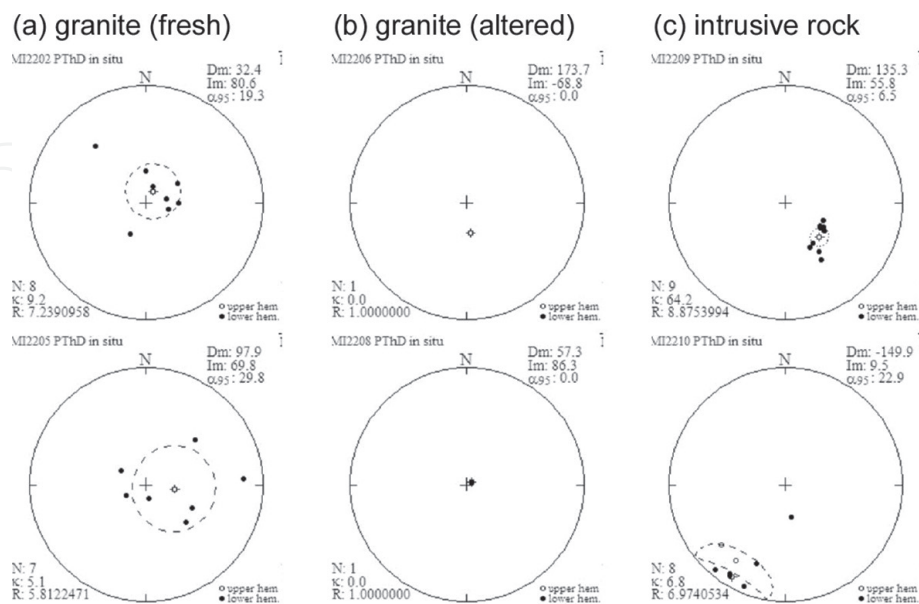 (a) granite (fresh)
(b) granite (altered)
(c) intrusive rock
MI2202 PThD in situ
N
Dm: 32.4
Im: 80.6
α95: 19.3
N: 8
κ: 9.2
R: 7.2390958
upper hem
lower hem.
MI2206 PThD in situ
N
Dm: 173.7
Im: -68.8
α95: 0.0
N: 1
κ: 0.0
R: 1.0000000
upper hem
lower hem.
MI2209 PThD in situ
N
Dm: 135.3
Im: 55.8
α95: 6.5
N: 9
κ: 64.2
R: 8.8753994
upper hem
lower hem.
MI2205 PThD in situ
N
Dm: 97.9
Im: 69.8
α95: 29.8
N: 7
κ: 5.1
R: 5.8122471
upper hem
lower hem.
MI2208 PThD in situ
N
Dm: 57.3
Im: 86.3
α95: 0.0
N: 1
κ: 0.0
R: 1.0000000
upper hem
lower hem.
MI2210 PThD in situ
N
Dm: -149.9
Im: 9.5
α95: 22.9
N: 8
κ: 6.8
R: 6.9740534
upper hem
lower hem.